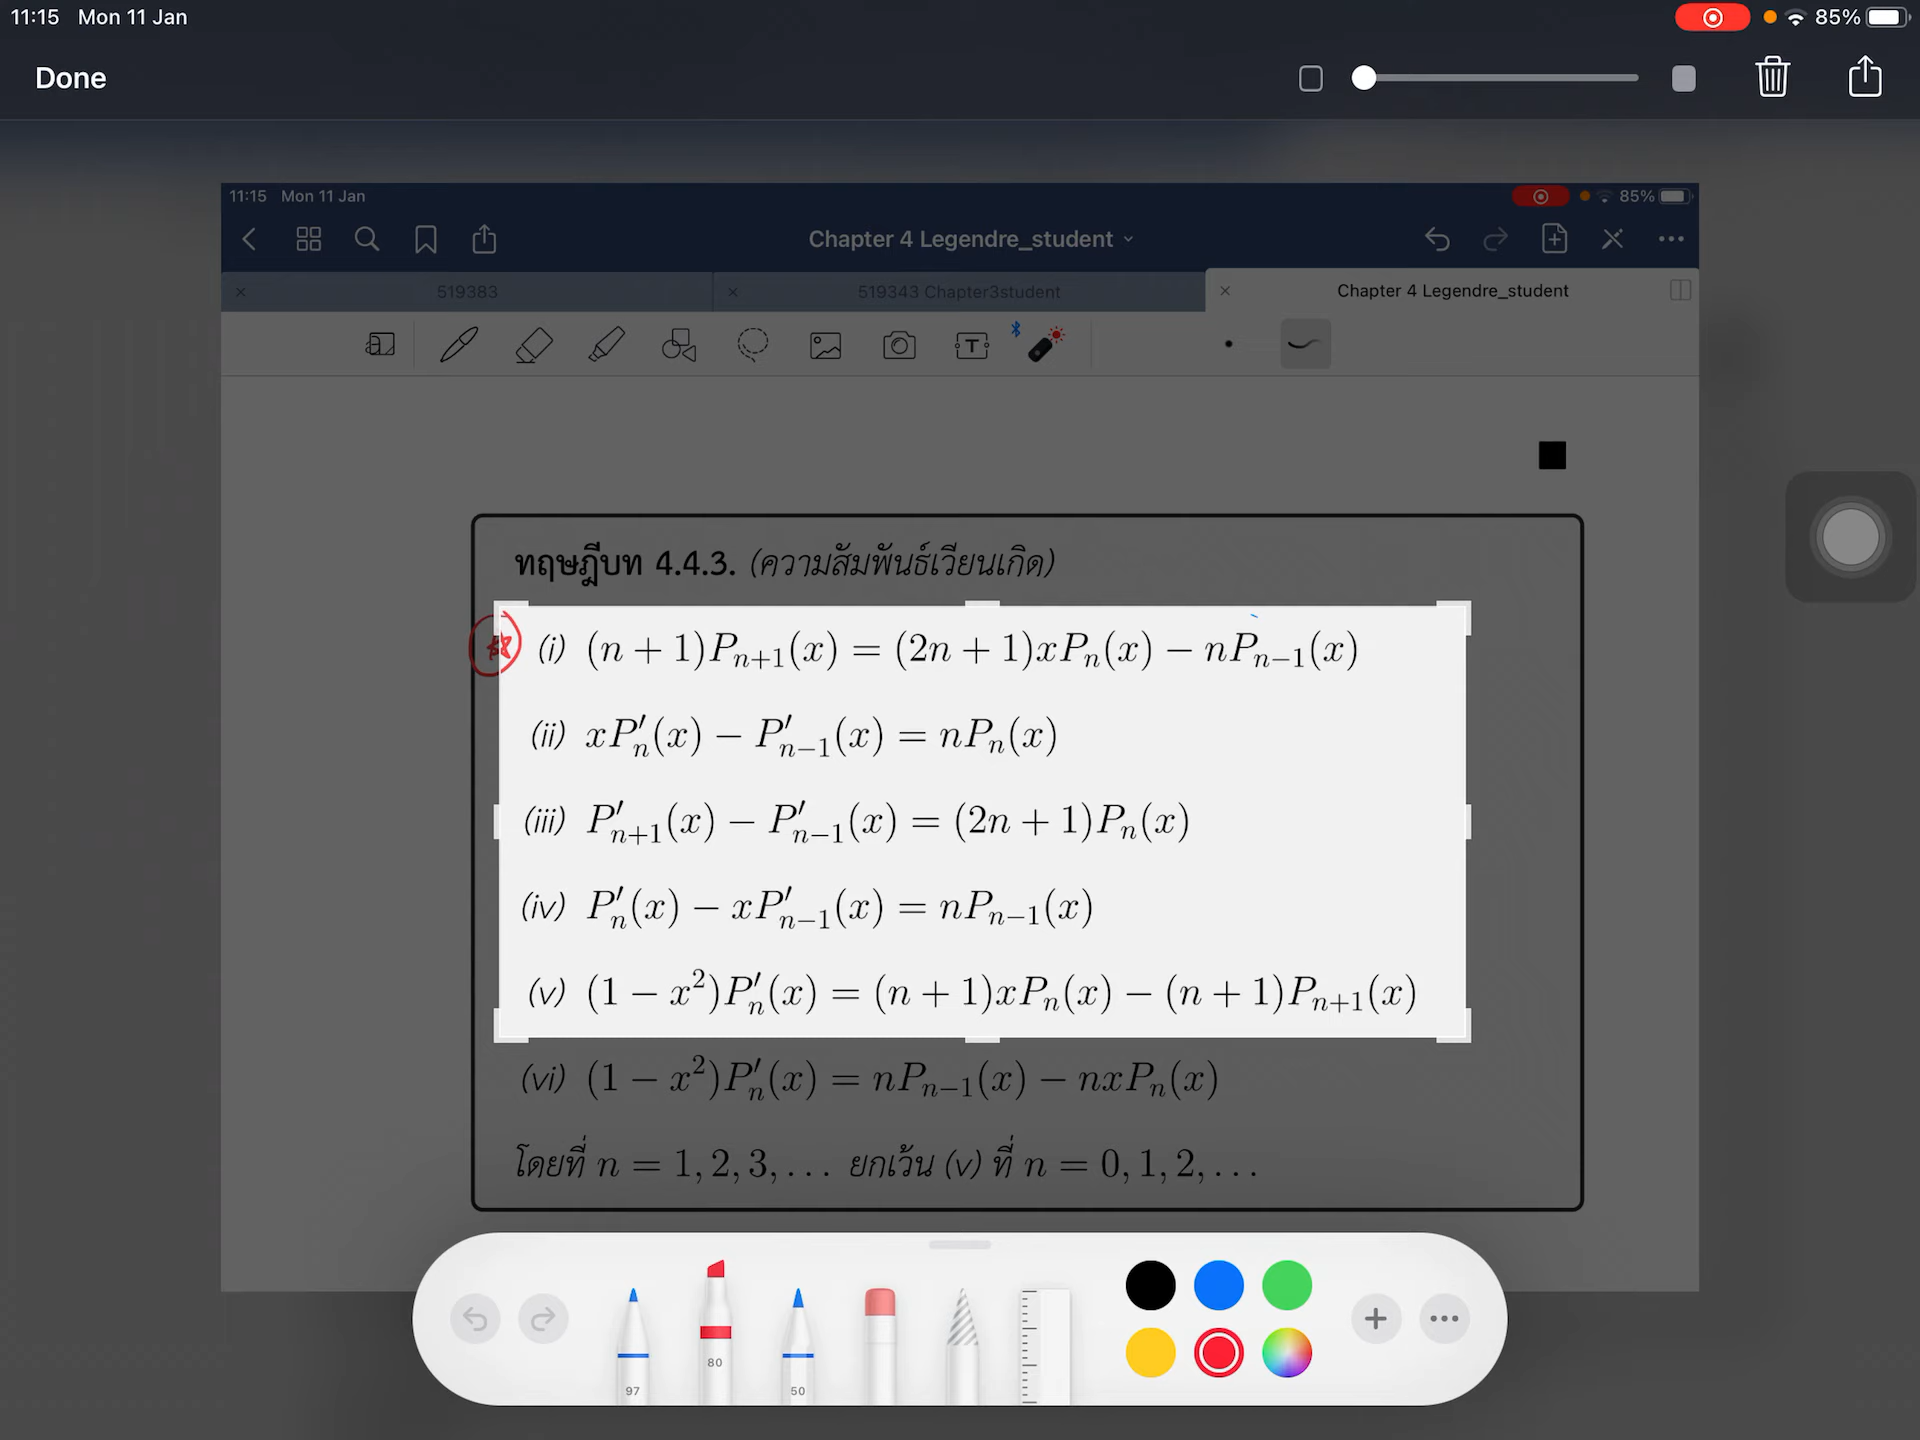 11:15 Mon 11 Jan 85%
Done
11:15 Mon 11 Jan 85%
Chapter 4 Legendre_student
519383 519343 Chapter3student Chapter 4 Legendre_student
ทฤษฎีบท 4.4.3. (ความสัมพันธ์เวียนเกิด)
(i) (n + 1)P_{n+1}(x) = (2n + 1)xP_n(x) − nP_{n−1}(x)
(ii) xP′_n(x) − P′_{n−1}(x) = nP_n(x)
(iii) P′_{n+1}(x) − P′_{n−1}(x) = (2n + 1)P_n(x)
(iv) P′_n(x) − xP′_{n−1}(x) = nP_{n−1}(x)
(v) (1 − x²)P′_n(x) = (n + 1)xP_n(x) − (n + 1)P_{n+1}(x)
(vi) (1 − x²)P′_n(x) = nP_{n−1}(x) − nxP_n(x)
โดยที่ n = 1, 2, 3, . . . ยกเว้น (v) ที่ n = 0, 1, 2, . . .
97 80 50